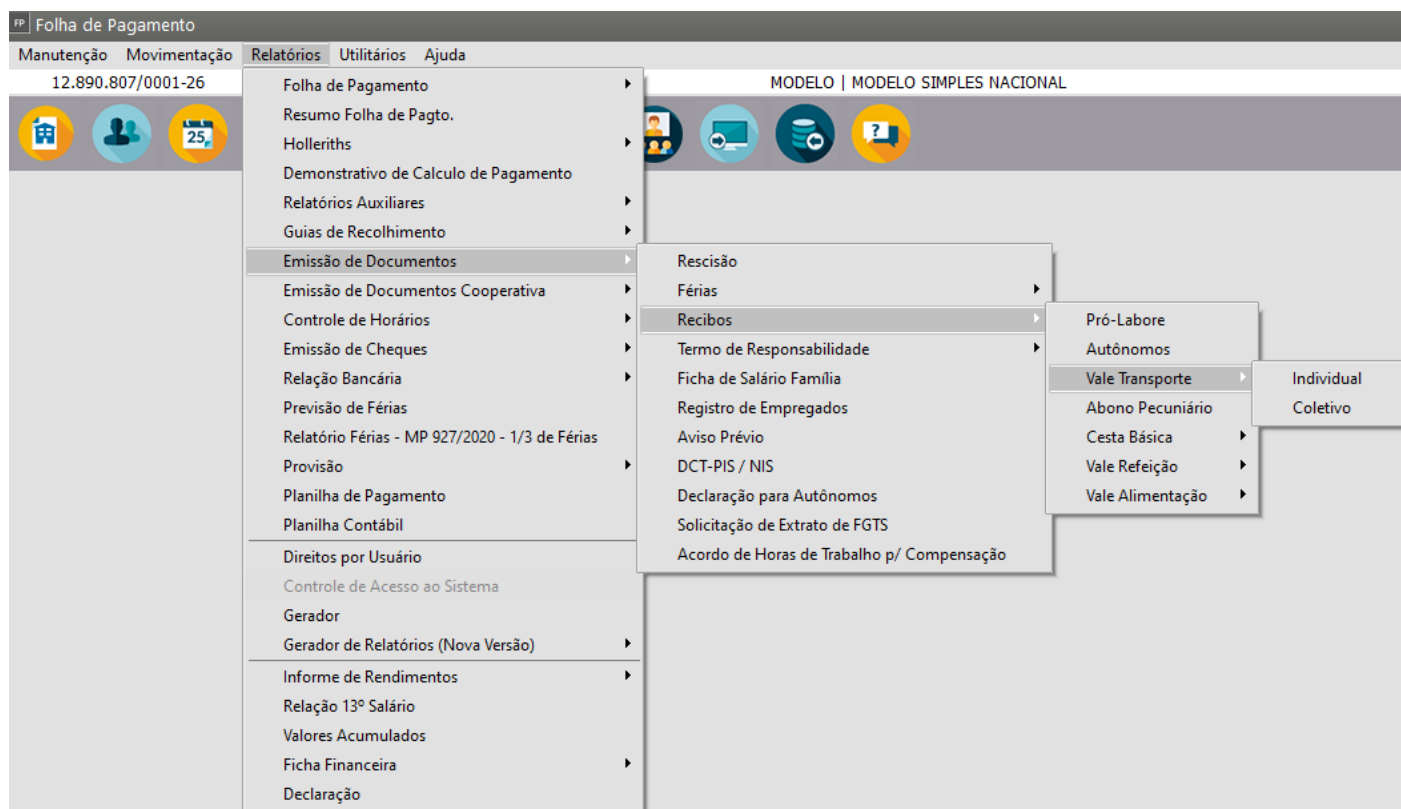 FP Folha de Pagamento
Manutenção Movimentação Relatórios Utilitários Ajuda
12.890.807/0001-26
MODELO | MODELO SIMPLES NACIONAL
25
?
Folha de Pagamento
Resumo Folha de Pagto.
Holleriths
Demonstrativo de Calculo de Pagamento
Relatórios Auxiliares
Guias de Recolhimento
Emissão de Documentos
Emissão de Documentos Cooperativa
Controle de Horários
Emissão de Cheques
Relação Bancária
Previsão de Férias
Relatório Férias - MP 927/2020 - 1/3 de Férias
Provisão
Planilha de Pagamento
Planilha Contábil
Direitos por Usuário
Controle de Acesso ao Sistema
Gerador
Gerador de Relatórios (Nova Versão)
Informe de Rendimentos
Relação 13º Salário
Valores Acumulados
Ficha Financeira
Declaração
Rescisão
Férias
Recibos
Termo de Responsabilidade
Ficha de Salário Família
Registro de Empregados
Aviso Prévio
DCT-PIS / NIS
Declaração para Autônomos
Solicitação de Extrato de FGTS
Acordo de Horas de Trabalho p/ Compensação
Pró-Labore
Autônomos
Vale Transporte
Abono Pecuniário
Cesta Básica
Vale Refeição
Vale Alimentação
Individual
Coletivo